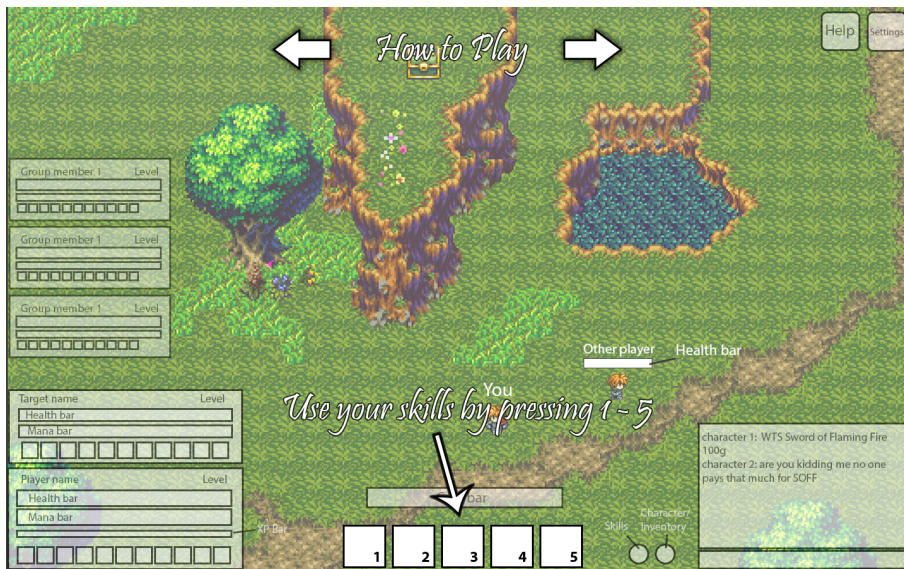 How to Play
Help
Settings
Group member 1 Level
Group member 1 Level
Group member 1 Level
Other player
Health bar
You
Use your skills by pressing 1 - 5
Target name Level
Health bar
Mana bar
Player name Level
Health bar
Mana bar
XP Bar
bar
1 2 3 4 5
Skills
Character/
Inventory
character 1: WTS Sword of Flaming Fire
100g
character 2: are you kidding me no one
pays that much for SOFF